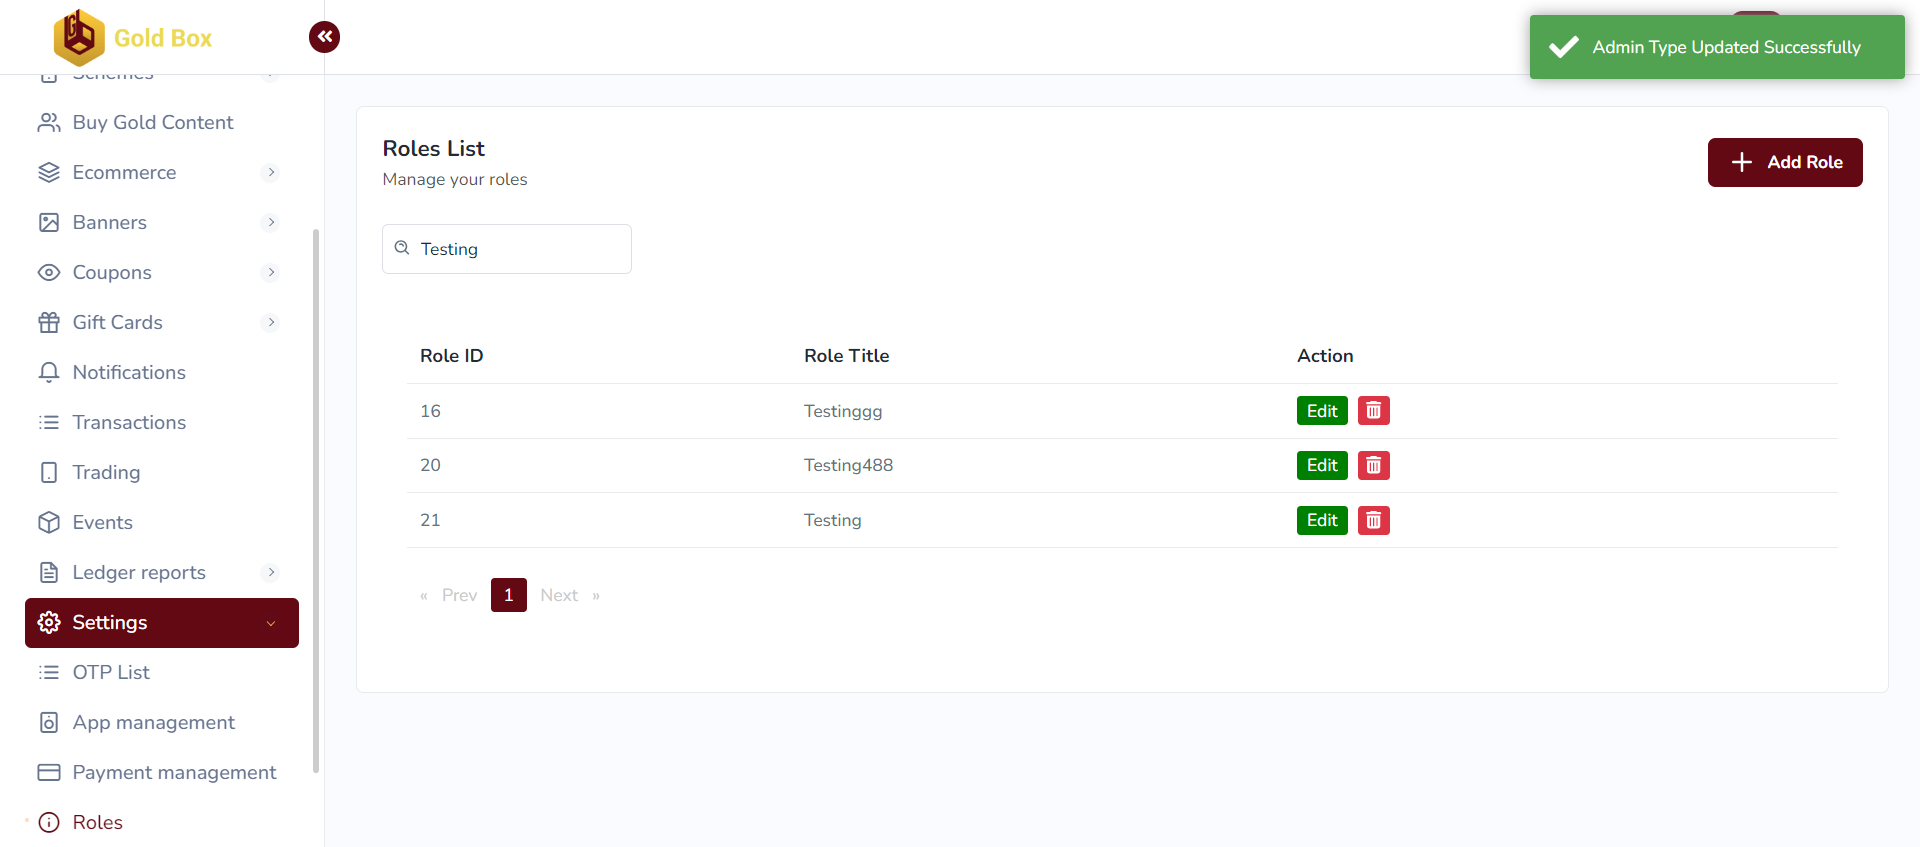 Gold Box
Admin Type Updated Successfully
Schemes
Buy Gold Content
Ecommerce
Banners
Coupons
Gift Cards
Notifications
Transactions
Trading
Events
Ledger reports
Settings
OTP List
App management
Payment management
Roles
Roles List
Manage your roles
Add Role
Testing
Role ID Role Title Action
16 Testinggg Edit
20 Testing488 Edit
21 Testing Edit
« Prev 1 Next »